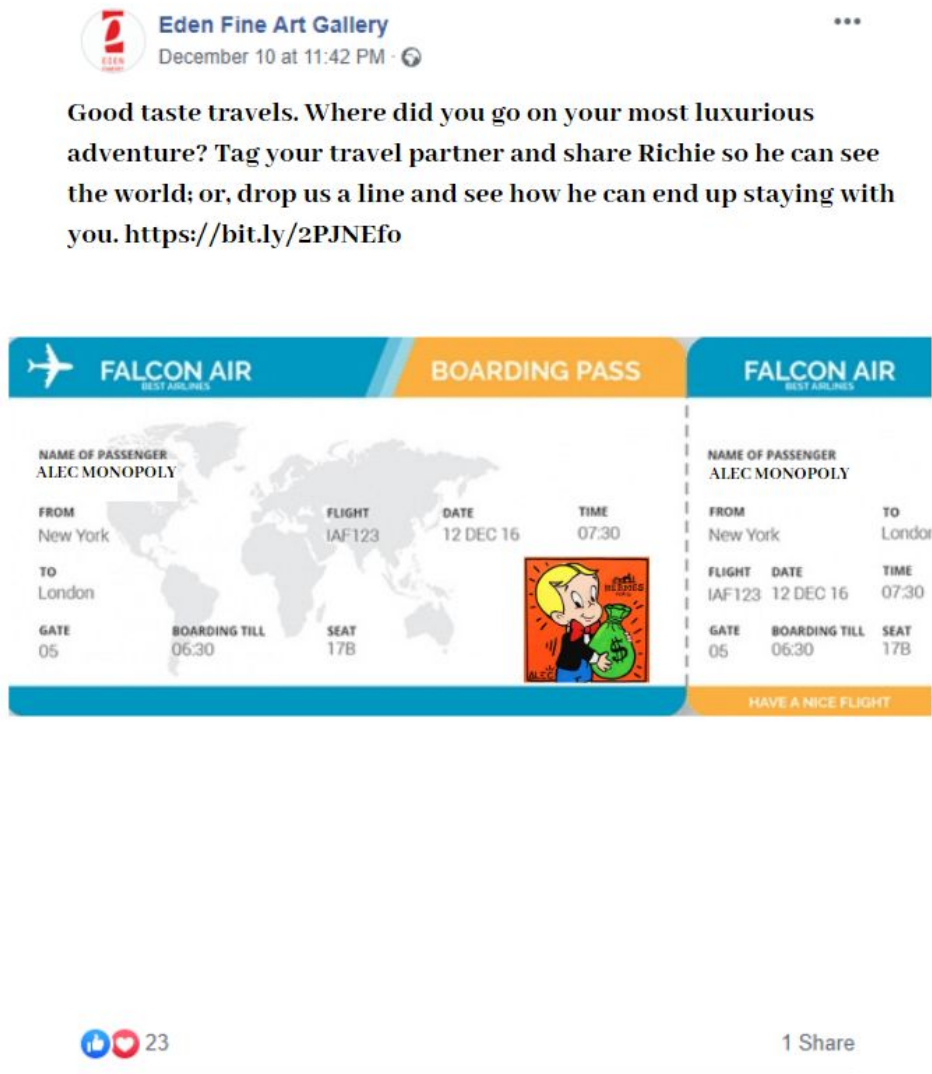 Eden Fine Art Gallery
December 10 at 11:42 PM ·
EDEN
Good taste travels. Where did you go on your most luxurious
adventure? Tag your travel partner and share Richie so he can see
the world; or, drop us a line and see how he can end up staying with
you. https://bit.ly/2PJNEfo
FALCON AIR
BEST AIRLINES
BOARDING PASS
NAME OF PASSENGER
ALEC MONOPOLY
FROM
New York
FLIGHT
IAF123
DATE
12 DEC 16
TIME
07:30
TO
London
GATE
05
BOARDING TILL
06:30
SEAT
17B
HERMES
$
ALEC
FALCON AIR
BEST AIRLINES
NAME OF PASSENGER
ALEC MONOPOLY
FROM
New York
TO
London
FLIGHT
IAF123
DATE
12 DEC 16
TIME
07:30
GATE
05
BOARDING TILL
06:30
SEAT
17B
HAVE A NICE FLIGHT
23
1 Share